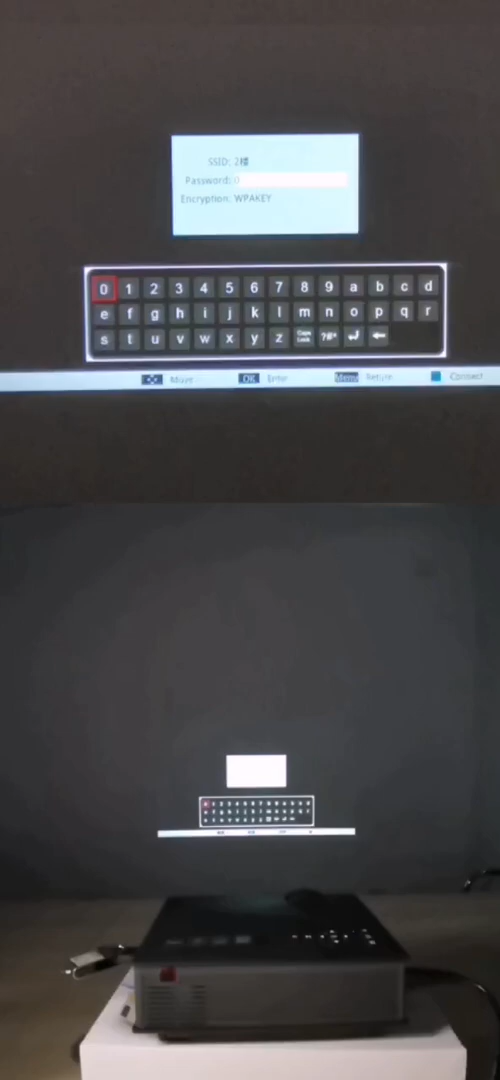 SSID: 2楼
Password: 0
Encryption: WPAKEY
0 1 2 3 4 5 6 7 8 9 a b c d
e f g h i j k l m n o p q r
s t u v w x y z Caps Lock ?#*
Move OK Enter Menu Return Connect